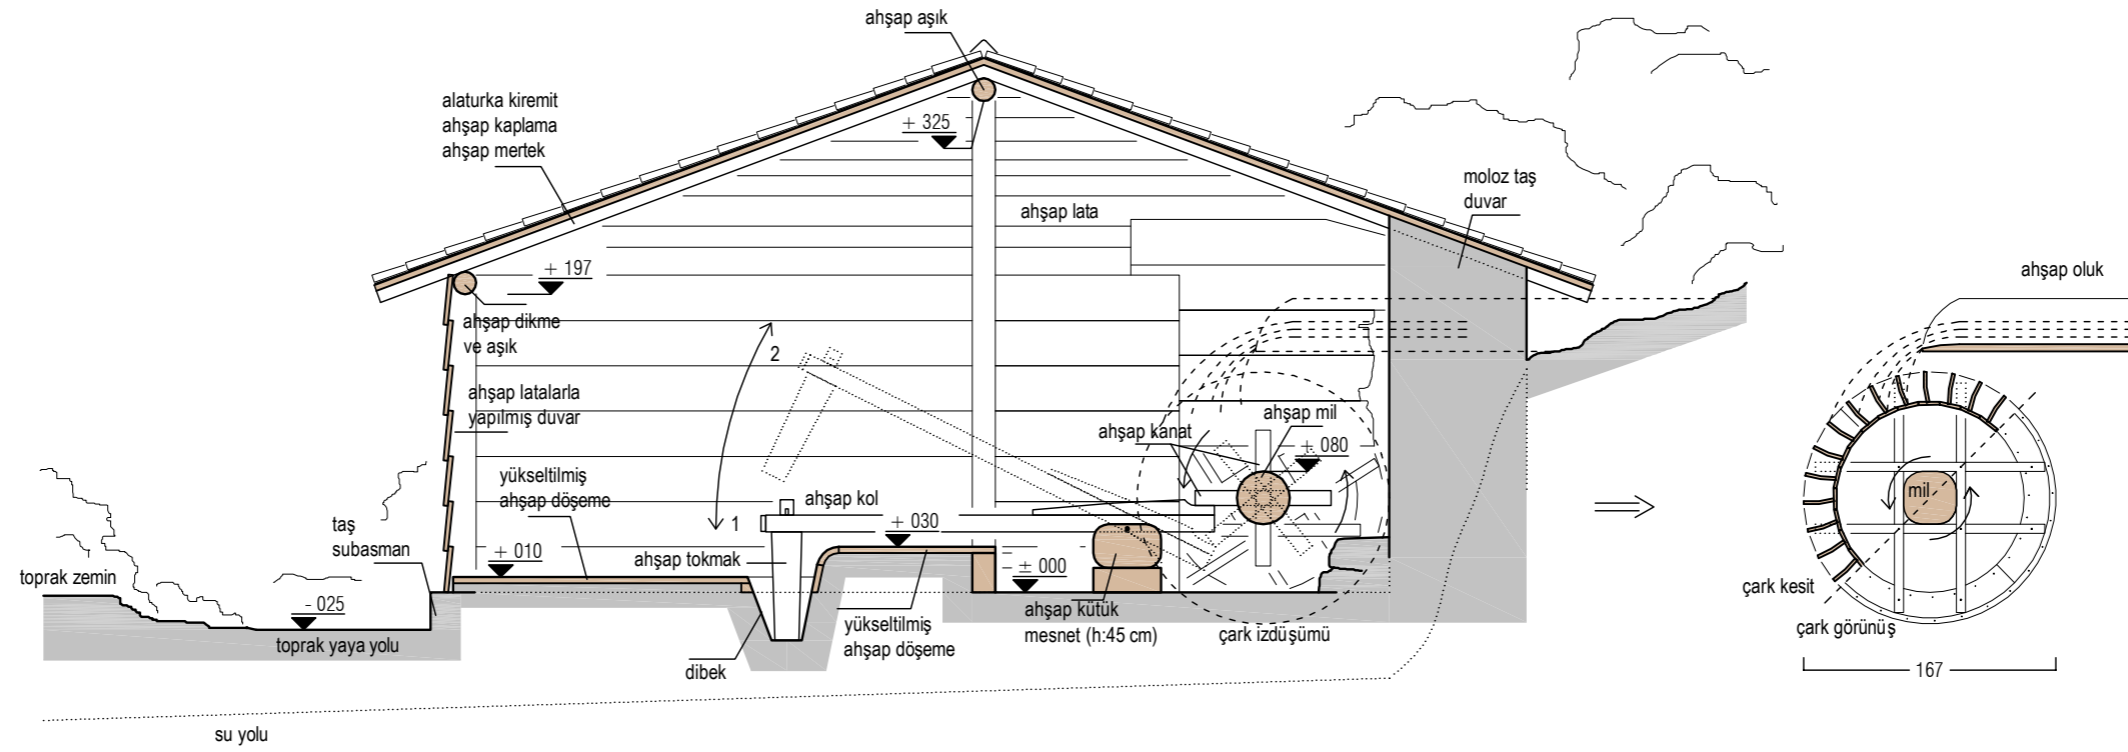 ahşap aşık
alaturka kiremit
ahşap kaplama
ahşap mertek
+ 325
moloz taş
duvar
ahşap lata
+ 197
ahşap oluk
ahşap dikme
ve aşık
2
ahşap latalarla
yapılmış duvar
ahşap mil
ahşap kanat
+ 080
yükseltilmiş
ahşap döşeme
ahşap kol
mil
taş
subasman
1
+ 030
+ 010
ahşap tokmak
± 000
toprak zemin
- 025
çark kesit
ahşap kütük
mesnet (h:45 cm)
yükseltilmiş
ahşap döşeme
çark izdüşümü
çark görünüş
toprak yaya yolu
dibek
167
su yolu